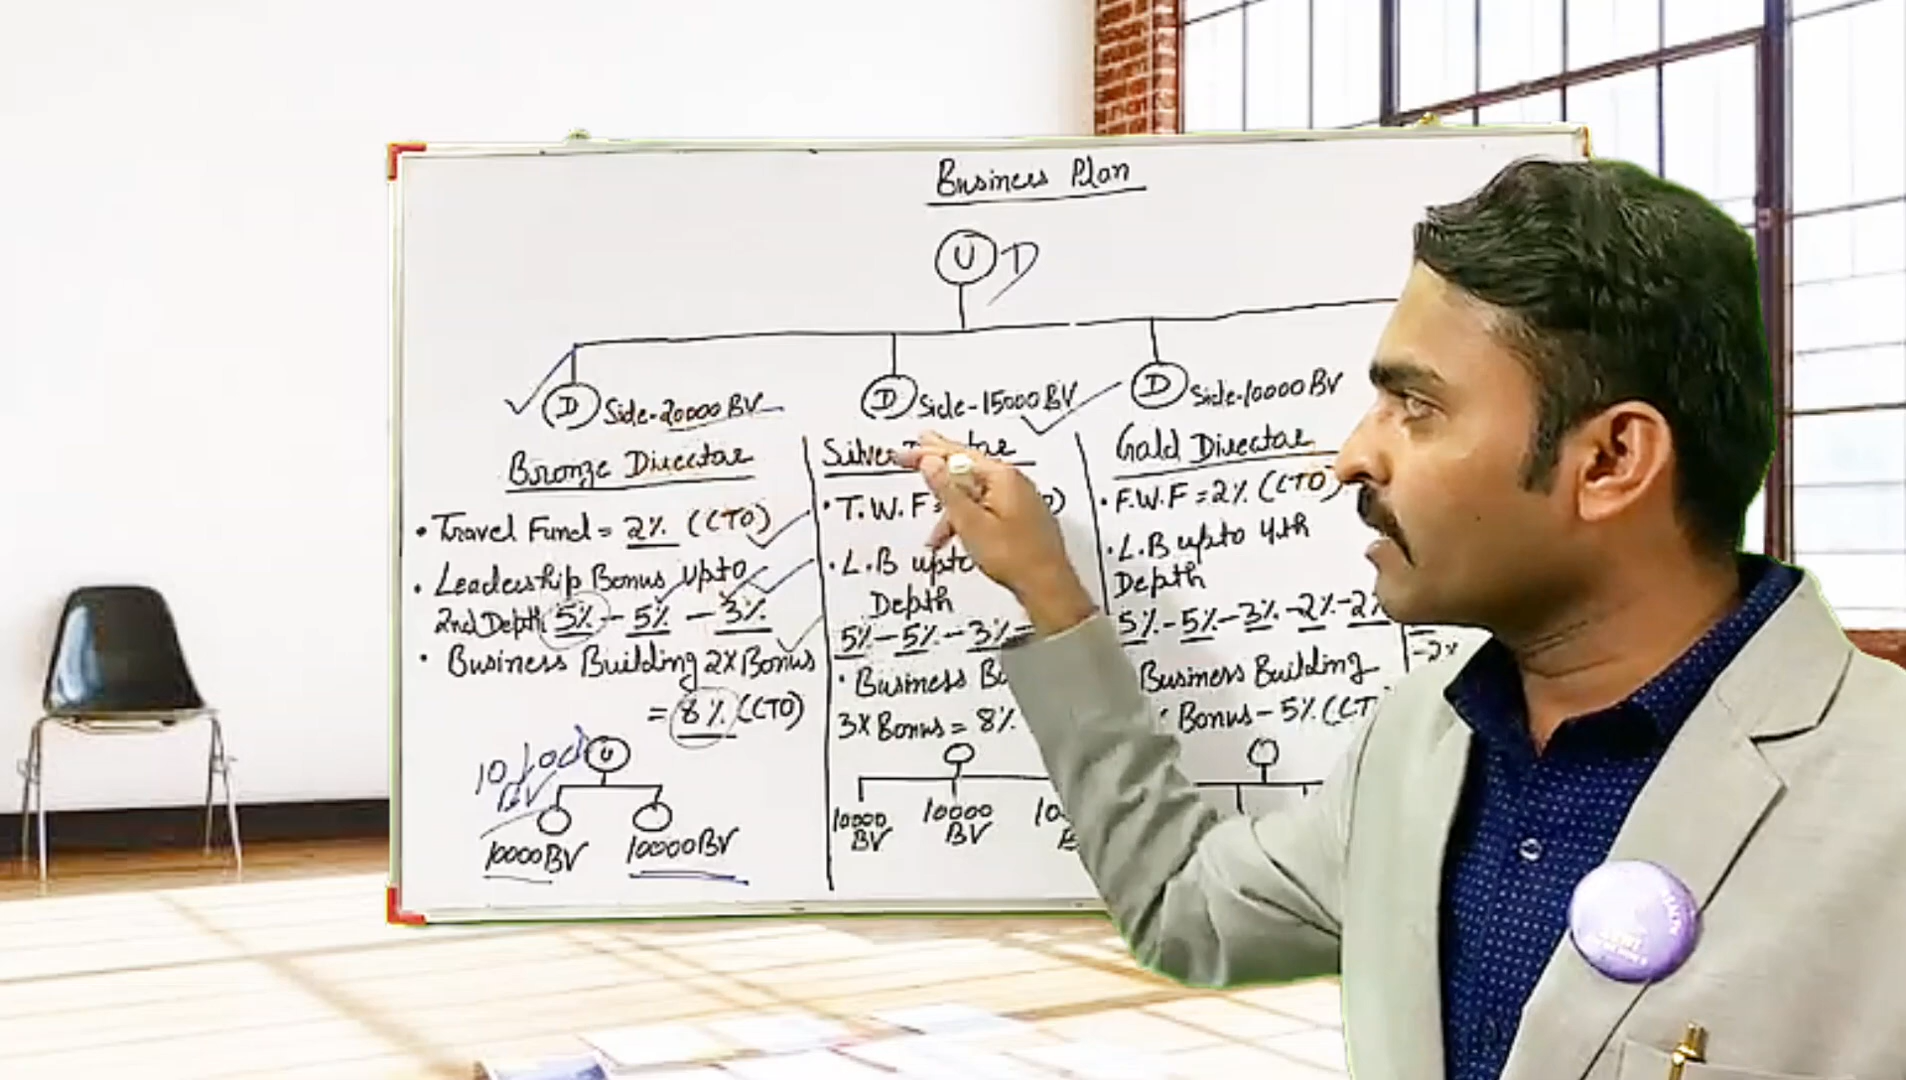 Business Plan
U D
D Side-20000 BV
D Side-15000 BV
D Side-10000 BV
Bronze Director
• Travel Fund = 2% (CTO)
• Leadership Bonus upto
2nd Depth 5% - 5% - 3%
• Business Building 2X Bonus
= 8% (CTO)
U
BV
10000BV 10000BV
Silver
• T.W.F =
• L.B upto
Depth
5% - 5% - 3% -
• Business
3X Bonus = 8%
10000 BV
10000 BV
Gold Director
• F.W.F = 2% (CTO)
• L.B upto 4th
Depth
5% - 5% - 3% - 2% - 2%
Business Building
Bonus - 5%